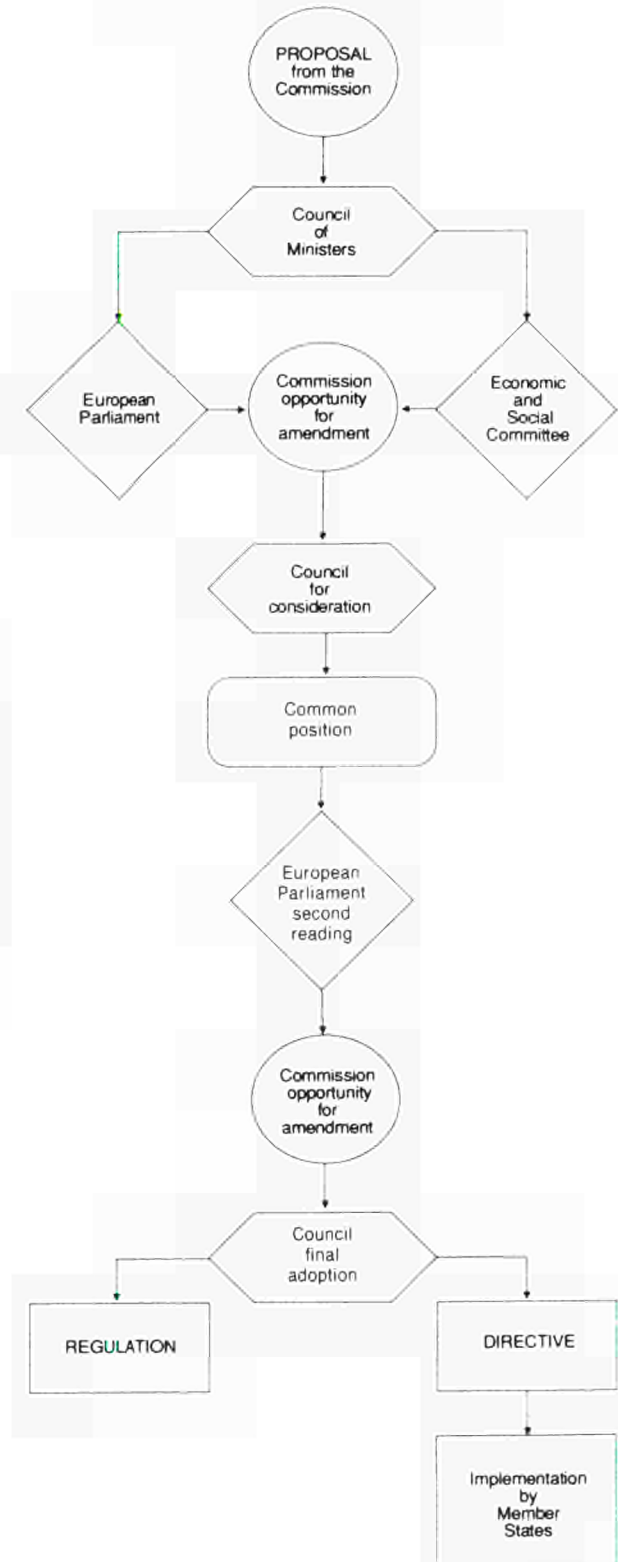 PROPOSAL
from the
Commission
Council
of
Ministers
European
Parliament
Commission
opportunity
for
amendment
Economic
and
Social
Committee
Council
for
consideration
Common
position
European
Parliament
second
reading
Commission
opportunity
for
amendment
Council
final
adoption
REGULATION
DIRECTIVE
Implementation
by
Member
States